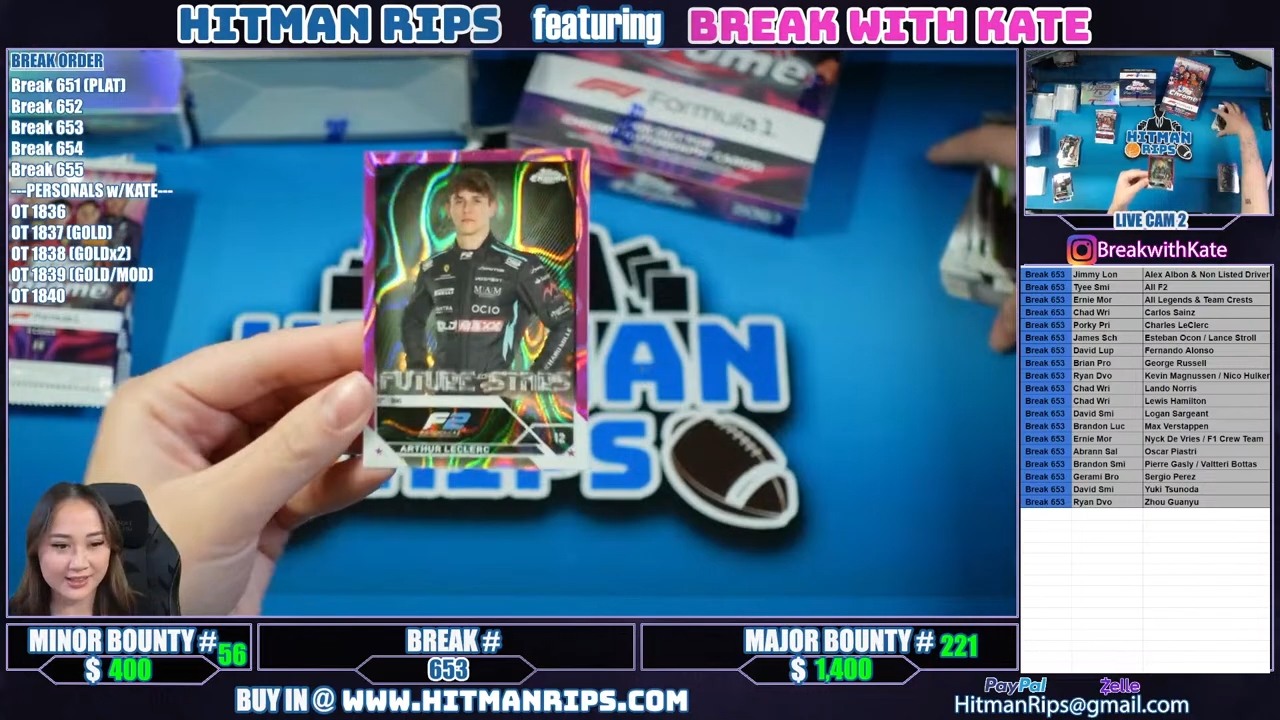 HITMAN RIPS featuring BREAK WITH KATE
BREAK ORDER
Break 651 (PLAT)
Break 652
Break 653
Break 654
Break 655
---PERSONALS w/KATE---
OT 1836
OT 1837 (GOLD)
OT 1838 (GOLDx2)
OT 1839 (GOLD/MOD)
OT 1840
Formula 1
Chrome
FUTURE STARS
F2
12
ARTHUR LECLERC
M.A.M
OCIO
HITMAN
RIPS
HITMAN
RIPS
LIVE CAM 2
BreakwithKate
Break 653 Jimmy Lon Alex Albon & Non Listed Driver
Break 653 Tyee Smi All F2
Break 653 Ernie Mor All Legends & Team Crests
Break 653 Chad Wri Carlos Sainz
Break 653 Porky Pri Charles LeClerc
Break 653 James Sch Esteban Ocon / Lance Stroll
Break 653 David Lup Fernando Alonso
Break 653 Brian Pro George Russell
Break 653 Ryan Dvo Kevin Magnussen / Nico Hulker
Break 653 Chad Wri Lando Norris
Break 653 Chad Wri Lewis Hamilton
Break 653 David Smi Logan Sargeant
Break 653 Brandon Luc Max Verstappen
Break 653 Ernie Mor Nyck De Vries / F1 Crew Team
Break 653 Abrann Sal Oscar Piastri
Break 653 Brandon Smi Pierre Gasly / Valtteri Bottas
Break 653 Gerami Bro Sergio Perez
Break 653 David Smi Yuki Tsunoda
Break 653 Ryan Dvo Zhou Guanyu
MINOR BOUNTY # 56
$ 400
BREAK #
653
MAJOR BOUNTY # 221
$ 1,400
BUY IN @ WWW.HITMANRIPS.COM
PayPal Zelle
HitmanRips@gmail.com